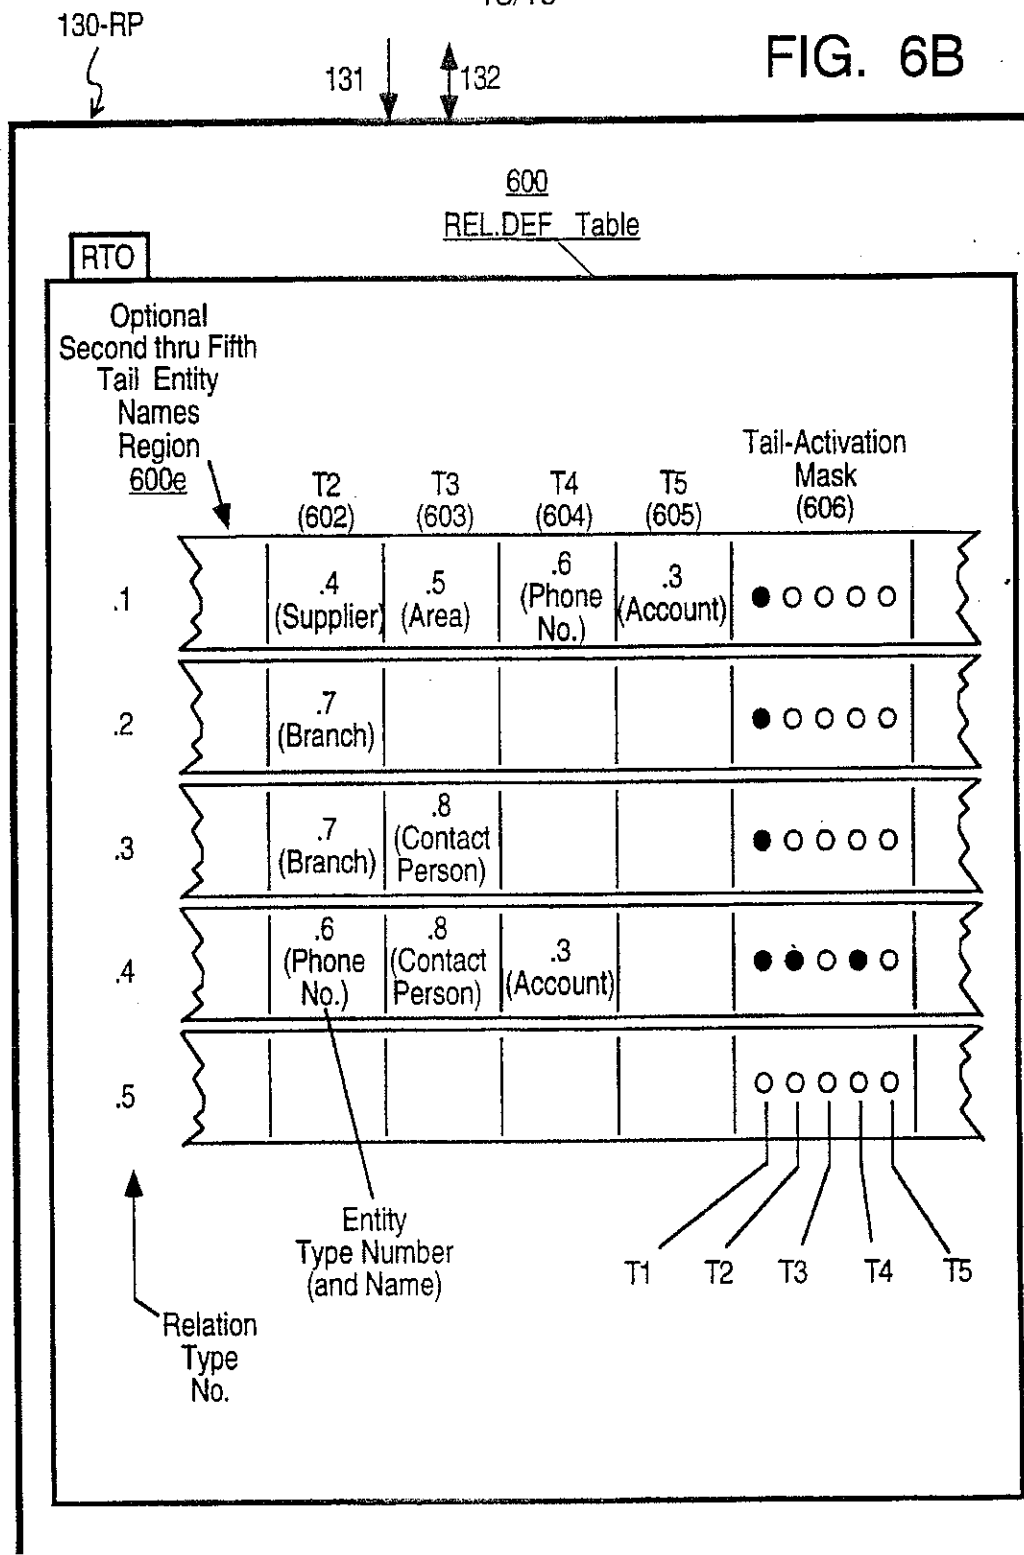 130-RP
131
132
FIG. 6B
600
REL.DEF Table
RTO
Optional
Second thru Fifth
Tail Entity
Names
Region
600e
T2
(602)
T3
(603)
T4
(604)
T5
(605)
Tail-Activation
Mask
(606)
.1
.4
(Supplier)
.5
(Area)
.6
(Phone
No.)
.3
(Account)
.2
.7
(Branch)
.3
.7
(Branch)
.8
(Contact
Person)
.4
.6
(Phone
No.)
.8
(Contact
Person)
.3
(Account)
.5
Entity
Type Number
(and Name)
T1
T2
T3
T4
T5
Relation
Type
No.